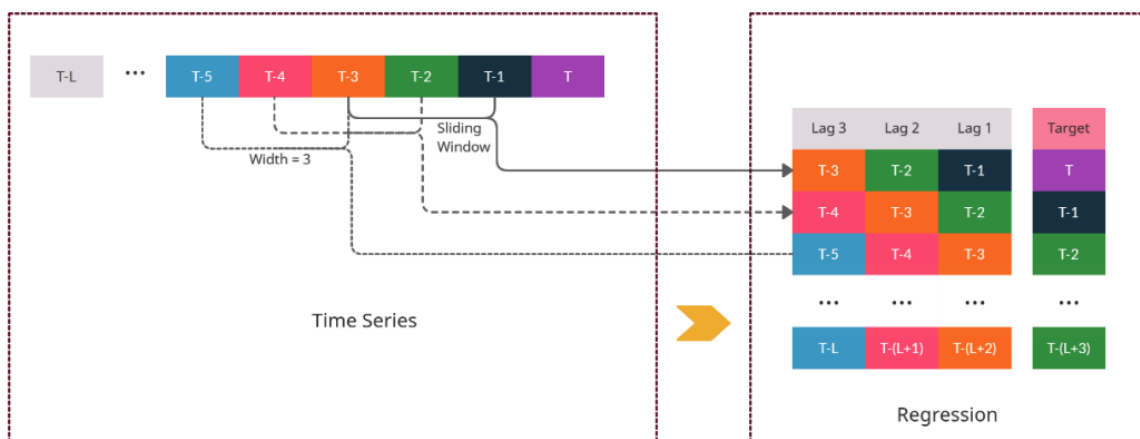 T-L ... T-5 T-4 T-3 T-2 T-1 T
Sliding
Window
Width = 3
Time Series
Lag 3 Lag 2 Lag 1 Target
T-3 T-2 T-1 T
T-4 T-3 T-2 T-1
T-5 T-4 T-3 T-2
... ... ... ...
T-L T-(L+1) T-(L+2) T-(L+3)
Regression